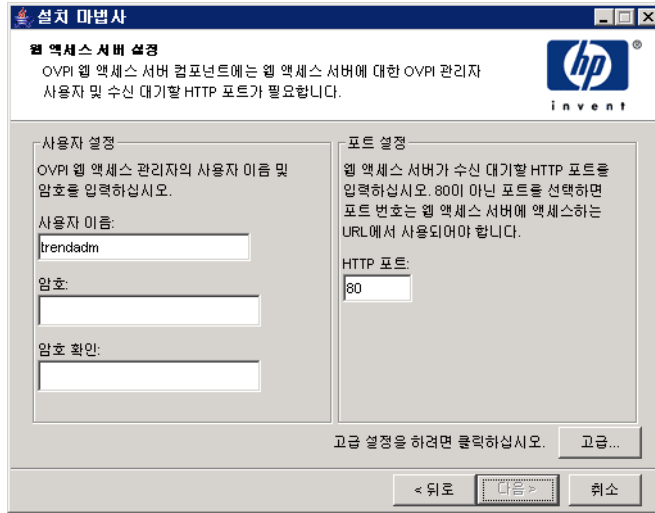 설치 마법사
웹 액세스 서버 설정
OVPI 웹 액세스 서버 컴포넌트에는 웹 액세스 서버에 대한 OVPI 관리자
사용자 및 수신 대기할 HTTP 포트가 필요합니다.
hp
®
invent
사용자 설정
OVPI 웹 액세스 관리자의 사용자 이름 및
암호를 입력하십시오.
사용자 이름:
trendadm
암호:
암호 확인:
포트 설정
웹 액세스 서버가 수신 대기할 HTTP 포트를
입력하십시오. 80이 아닌 포트를 선택하면
포트 번호는 웹 액세스 서버에 액세스하는
URL에서 사용되어야 합니다.
HTTP 포트:
80
고급 설정을 하려면 클릭하십시오.
고급...
< 뒤로
다음 >
취소